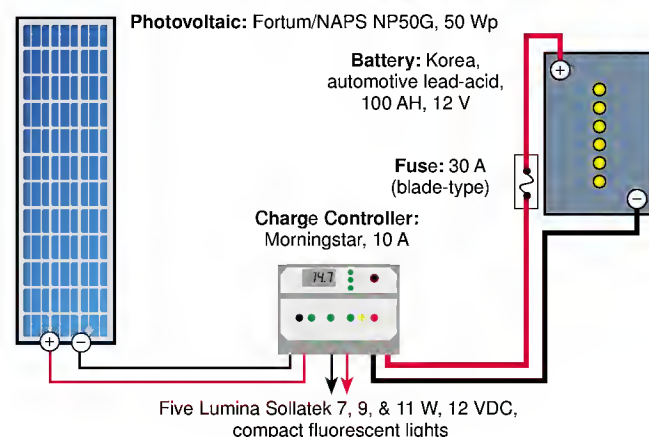 Photovoltaic: Fortum/NAPS NP50G, 50 Wp
Battery: Korea,
automotive lead-acid,
100 AH, 12 V
Fuse: 30 A
(blade-type)
Charge Controller:
Morningstar, 10 A
14.7
+
−
+
−
Five Lumina Sollatek 7, 9, & 11 W, 12 VDC,
compact fluorescent lights